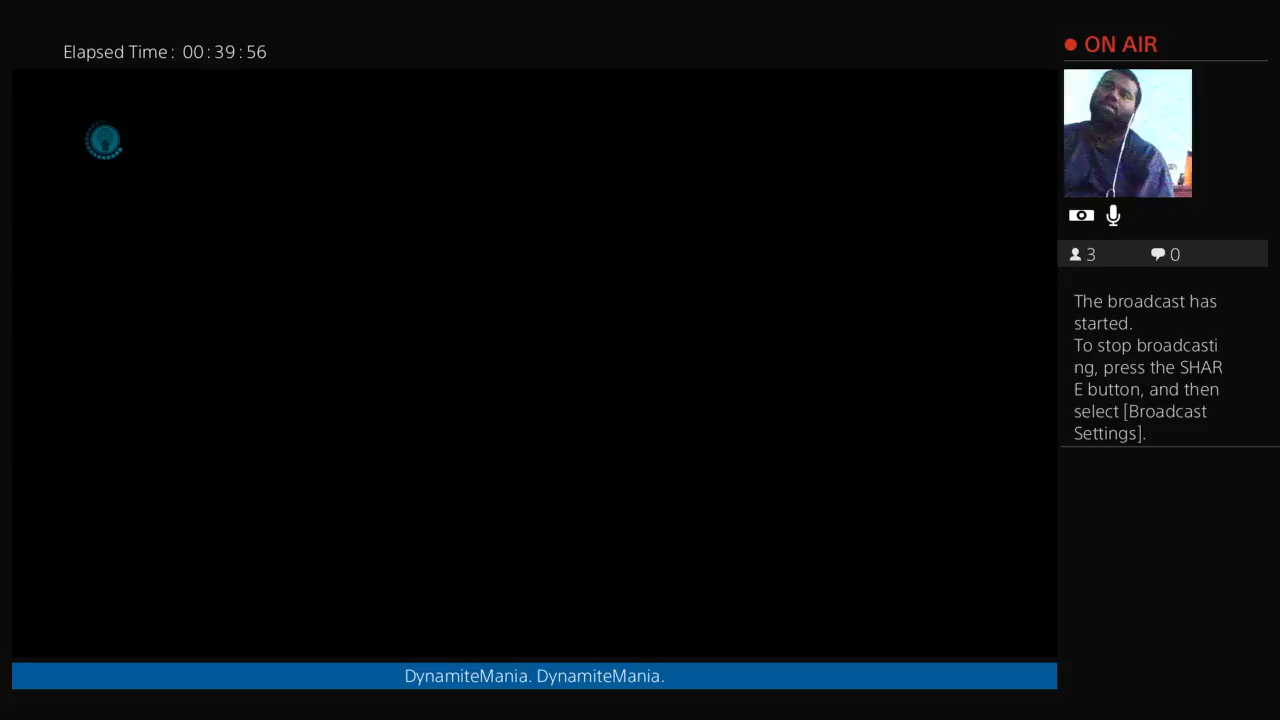 Elapsed Time: 00:39:56
ON AIR
3 0
The broadcast has
started.
To stop broadcasti
ng, press the SHAR
E button, and then
select [Broadcast
Settings].
DynamiteMania. DynamiteMania.